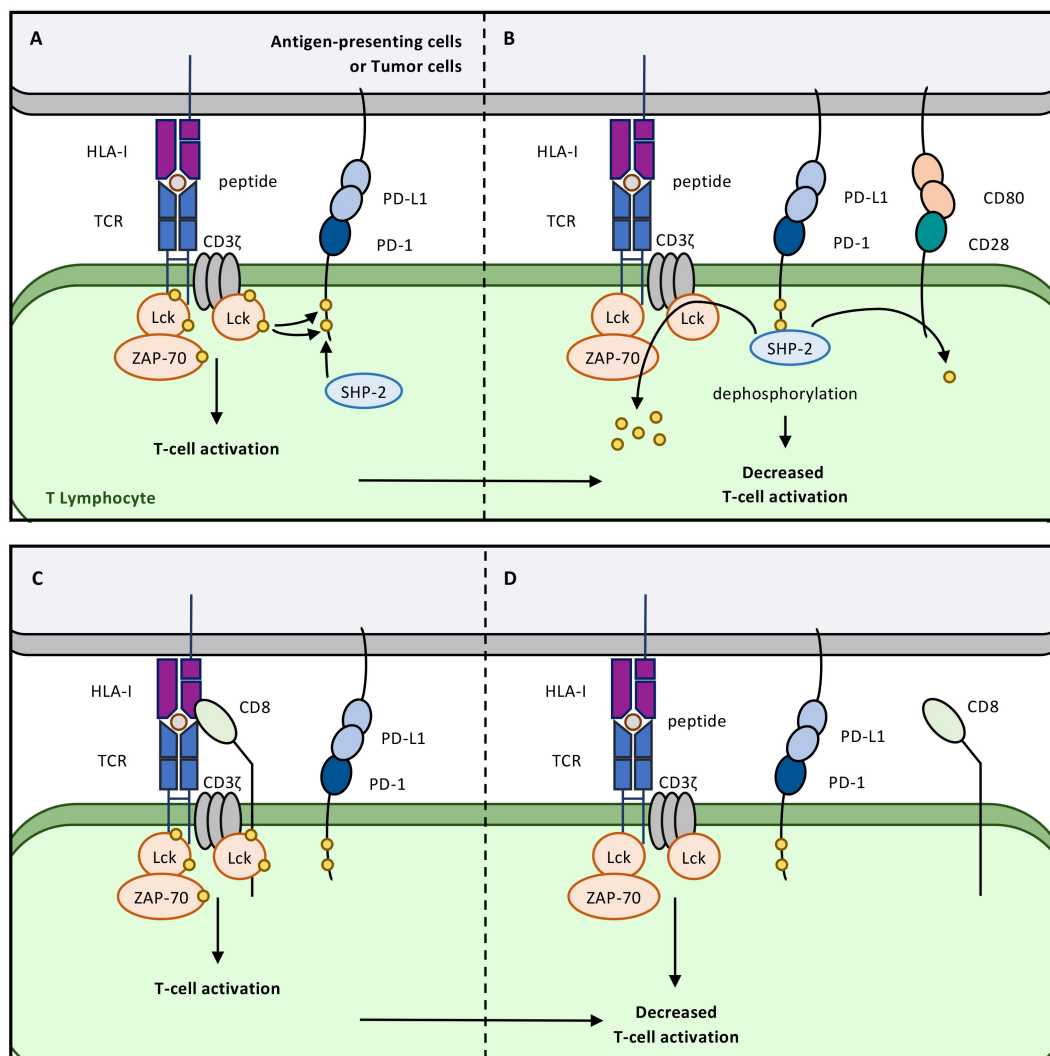 A
Antigen-presenting cells
or Tumor cells
HLA-I
peptide
PD-L1
TCR
CD3ζ
PD-1
Lck
Lck
ZAP-70
SHP-2
T-cell activation
T Lymphocyte
B
HLA-I
peptide
PD-L1
CD80
TCR
CD3ζ
PD-1
CD28
Lck
Lck
ZAP-70
SHP-2
dephosphorylation
Decreased
T-cell activation
C
HLA-I
CD8
PD-L1
TCR
CD3ζ
PD-1
Lck
Lck
ZAP-70
T-cell activation
D
HLA-I
CD8
peptide
PD-L1
TCR
CD3ζ
PD-1
Lck
Lck
ZAP-70
Decreased
T-cell activation